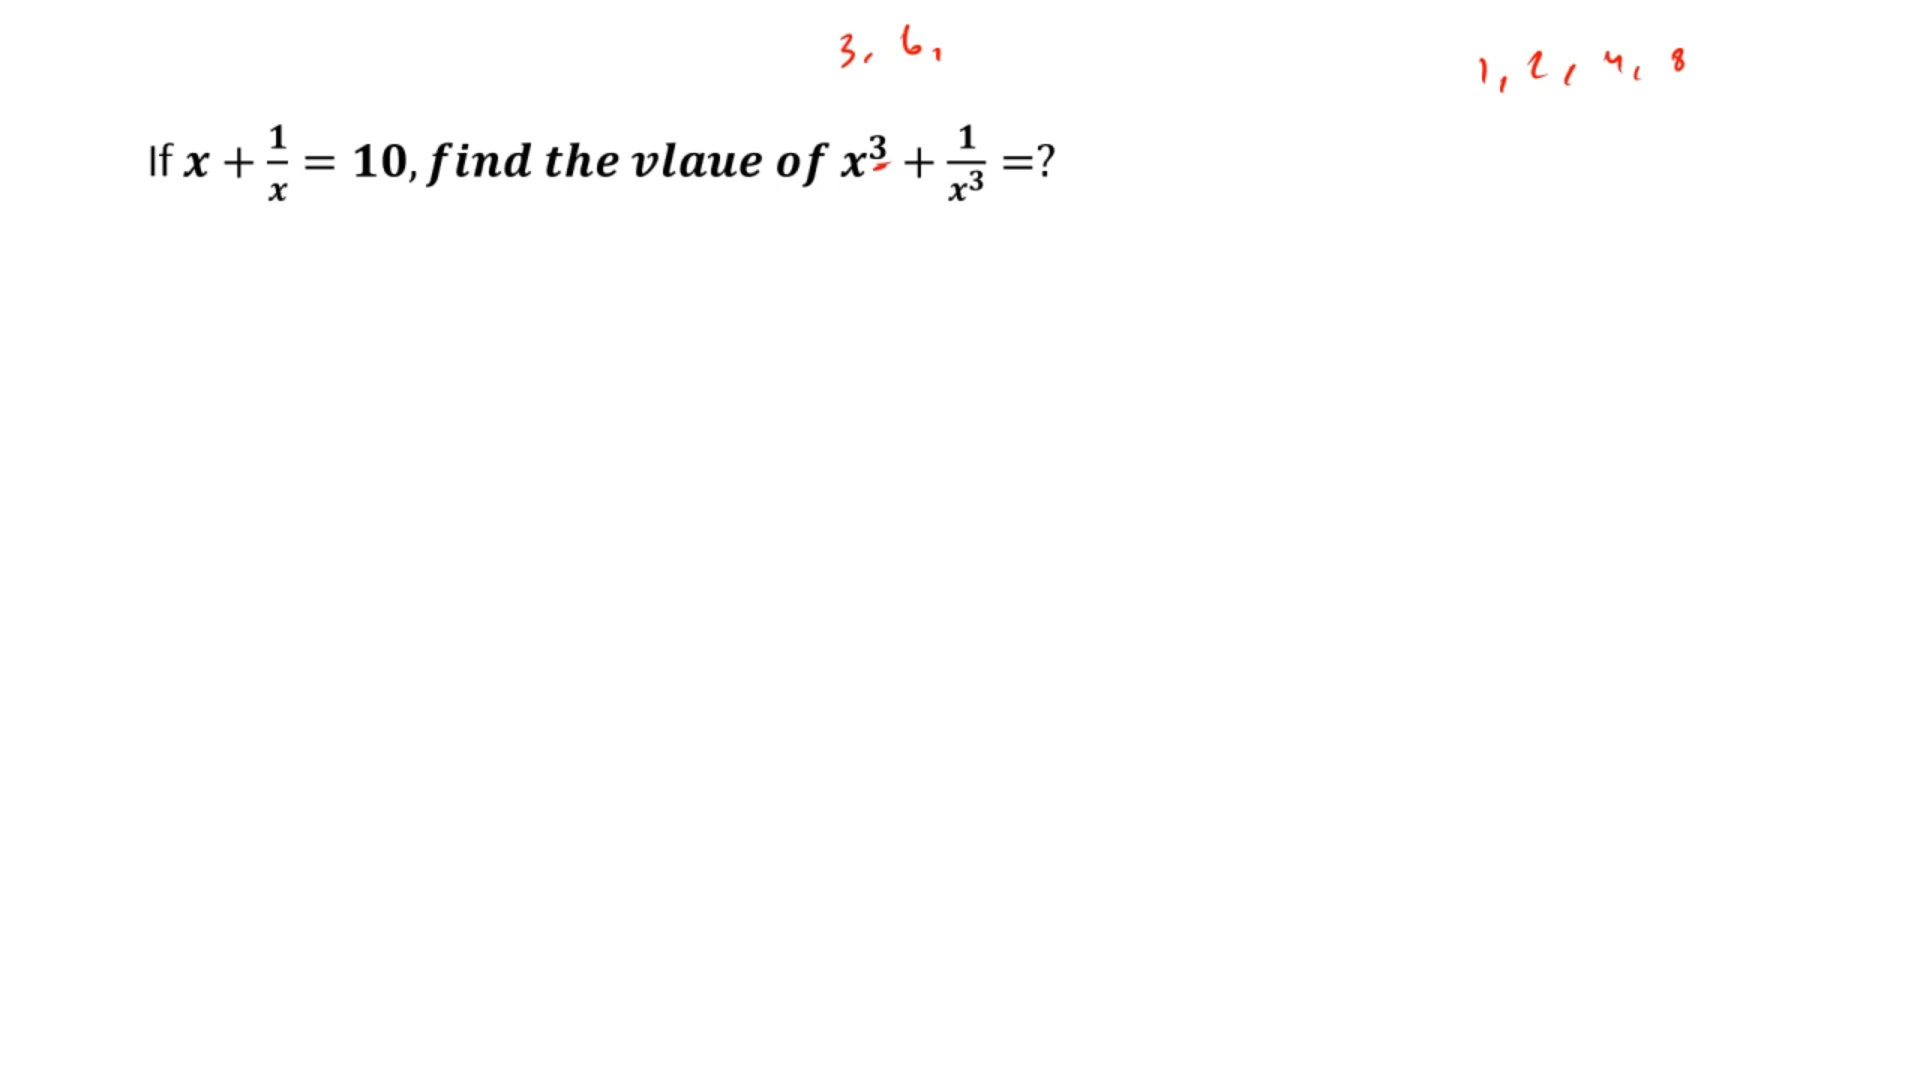 3, 6,
1, 2, 4, 8
If x + 1/x = 10, find the vlaue of x³ + 1/x³ =?